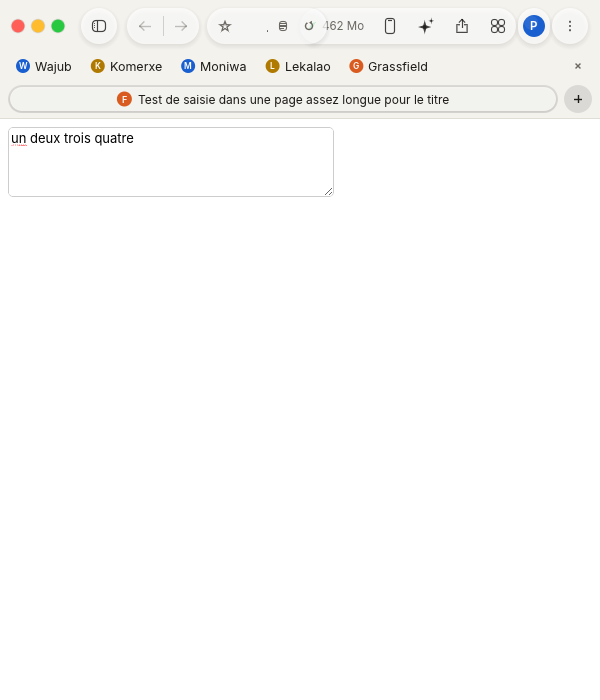 462 Mo
P
W Wajub K Komerxe M Moniwa L Lekalao G Grassfield
F Test de saisie dans une page assez longue pour le titre
un deux trois quatre